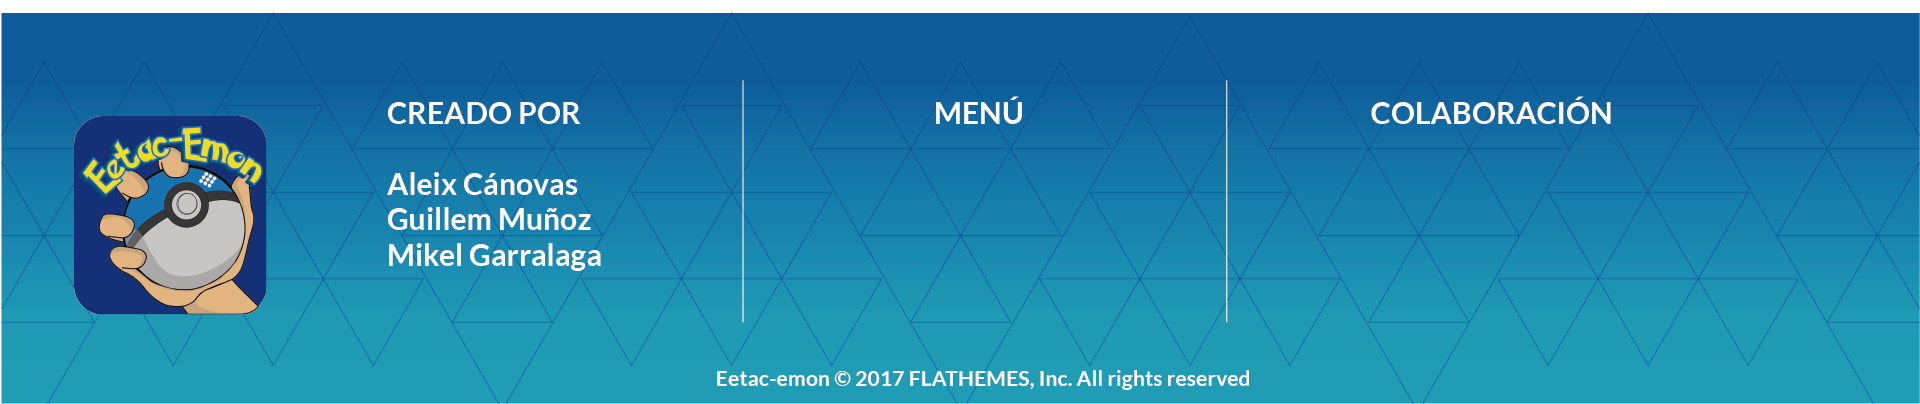 Eetac-Emon
CREADO POR
Aleix Cánovas
Guillem Muñoz
Mikel Garralaga
MENÚ
COLABORACIÓN
Eetac-emon © 2017 FLATHEMES, Inc. All rights reserved